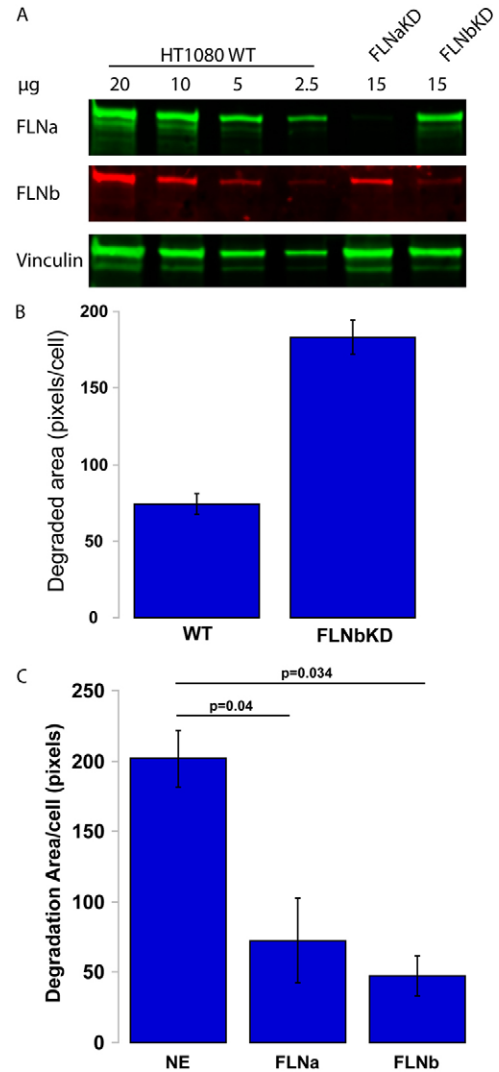 A
HT1080 WT
FLNaKD
FLNbKD
µg 20 10 5 2.5 15 15
FLNa
FLNb
Vinculin
B
Degraded area (pixels/cell)
200
150
100
50
0
WT FLNbKD
C
p=0.034
p=0.04
Degradation Area/cell (pixels)
250
200
150
100
50
0
NE FLNa FLNb